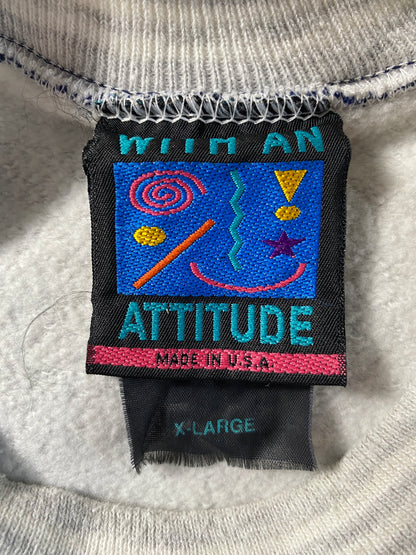 WITH AN
ATTITUDE
MADE IN U.S.A.
X-LARGE